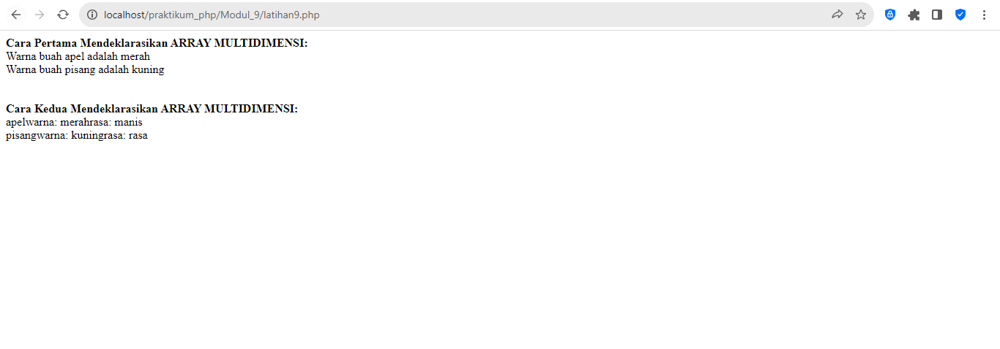 localhost/praktikum_php/Modul_9/latihan9.php
Cara Pertama Mendeklarasikan ARRAY MULTIDIMENSI:
Warna buah apel adalah merah
Warna buah pisang adalah kuning
Cara Kedua Mendeklarasikan ARRAY MULTIDIMENSI:
apelwarna: merahrasa: manis
pisangwarna: kuningrasa: rasa